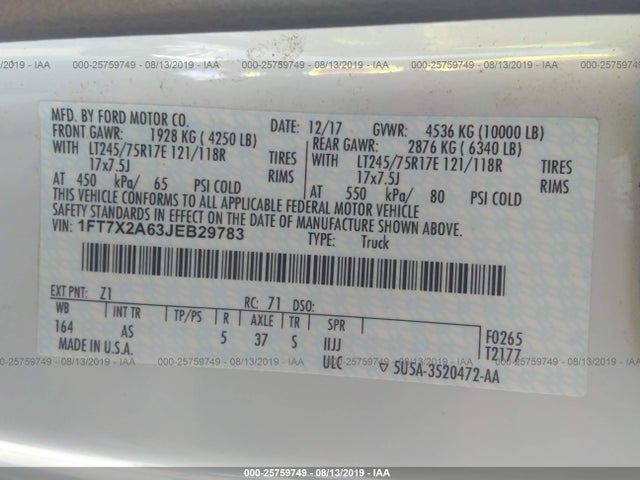 000-25759749 - 08/13/2019 - IAA 000-25759749 - 08/13/2019 - IAA
MFD. BY FORD MOTOR CO. DATE: 12/17 GVWR: 4536 KG (10000 LB)
FRONT GAWR: 1928 KG ( 4250 LB) REAR GAWR: 2876 KG ( 6340 LB)
WITH LT245/75R17E 121/118R TIRES WITH LT245/75R17E 121/118R TIRES
17x7.5J RIMS 17x7.5J RIMS
AT 450 kPa/ 65 PSI COLD AT 550 kPa/ 80 PSI COLD
THIS VEHICLE CONFORMS TO ALL APPLICABLE FEDERAL MOTOR VEHICLE
SAFETY STANDARDS IN EFFECT ON THE DATE OF MANUFACTURE SHOWN ABOVE.
VIN: 1FT7X2A63JEB29783 TYPE: Truck
EXT PNT: Z1 RC: 71 DSO:
WB INT TR TP/PS R AXLE TR SPR F0265
164 AS 5 37 S IIJJ T2177
MADE IN U.S.A. ULC 5U5A-3520472-AA
000-25759749 - 08/13/2019 - IAA